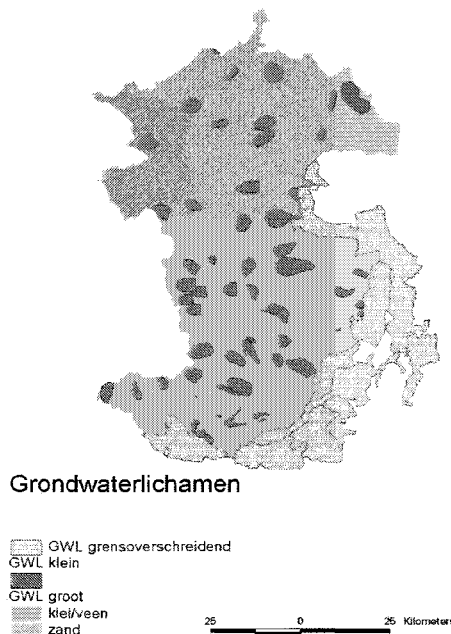 Grondwaterlichamen
GWL grensoverschreidend
GWL klein
GWL groot
klei/veen
zand
25 0 25 Kilometers